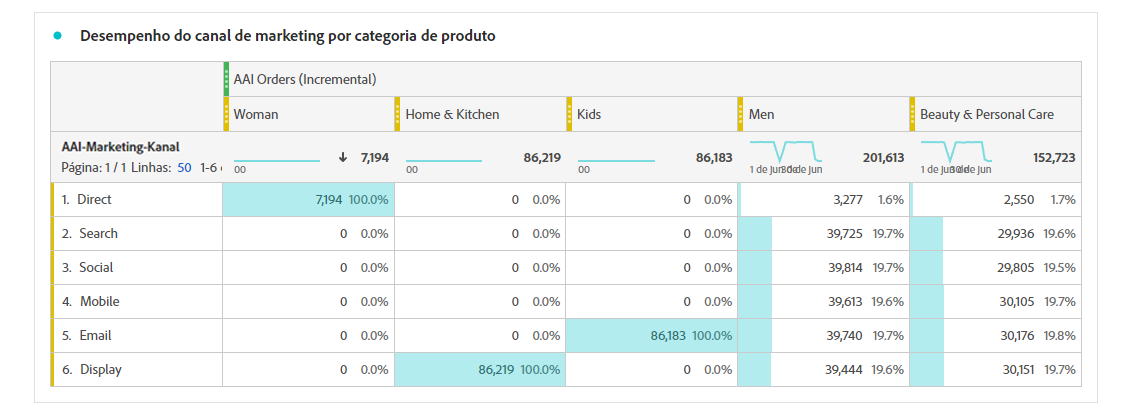 Desempenho do canal de marketing por categoria de produto
AAI Orders (Incremental)
Woman Home & Kitchen Kids Men Beauty & Personal Care
AAI-Marketing-Kanal
Página: 1 / 1 Linhas: 50 1-6
00 ↓ 7,194 00 86,219 00 86,183 1 de Jun 30 de Jun 201,613 1 de Jun 30 de Jun 152,723
1. Direct 7,194 100.0% 0 0.0% 0 0.0% 3,277 1.6% 2,550 1.7%
2. Search 0 0.0% 0 0.0% 0 0.0% 39,725 19.7% 29,936 19.6%
3. Social 0 0.0% 0 0.0% 0 0.0% 39,814 19.7% 29,805 19.5%
4. Mobile 0 0.0% 0 0.0% 0 0.0% 39,613 19.6% 30,105 19.7%
5. Email 0 0.0% 0 0.0% 86,183 100.0% 39,740 19.7% 30,176 19.8%
6. Display 0 0.0% 86,219 100.0% 0 0.0% 39,444 19.6% 30,151 19.7%